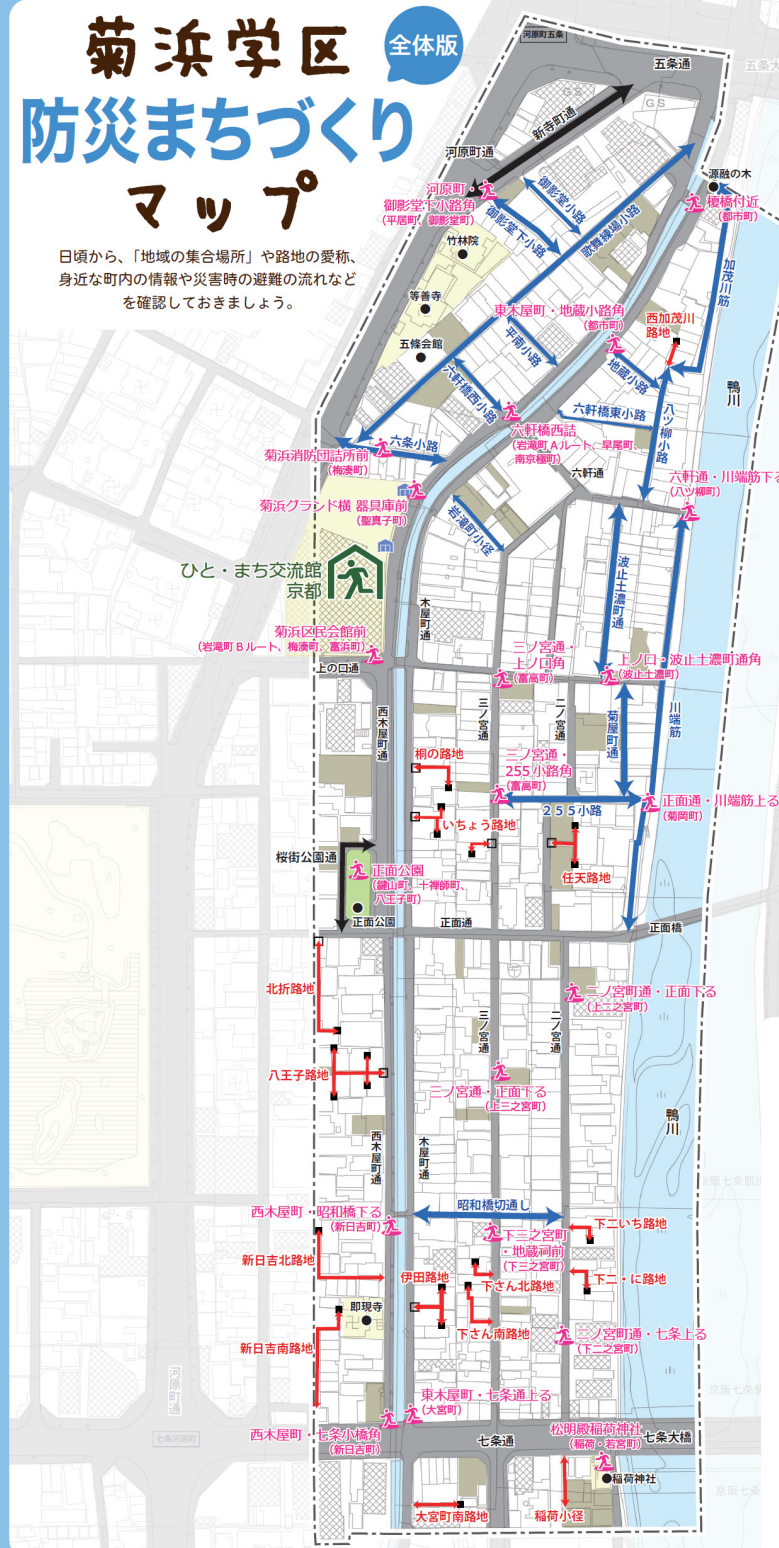 菊浜学区
全体版
防災まちづくり
マップ
日頃から、「地域の集合場所」や路地の愛称、
身近な町内の情報や災害時の避難の流れなど
を確認しておきましょう。
河原町五条
五条通
五条大
GS
GS
新寺町通
河原町通
源融の木
河原町・
御影堂下小路角
(平居町、御影堂町)
御影堂小路
御影堂下小路
歌舞練場小路
榎橋付近
(都市町)
竹林院
加茂川筋
等善寺
東木屋町・地蔵小路角
(都市町)
西加茂川
路地
五條会館
平南小路
地蔵小路
鴨川
六軒橋西小路
八ツ柳小路
六軒橋東小路
六条小路
六軒橋西詰
(岩滝町Aルート、早尾町、
南京極町)
菊浜消防団詰所前
(梅湊町)
六軒通
六軒通・川端筋下る
(八ツ柳町)
菊浜グランド横 器具庫前
(聖真子町)
岩滝町小径
ひと・まち交流館
京都
波止土濃町通
木屋町通
菊浜区民会館前
(岩滝町Bルート、梅湊町、富浜町)
三ノ宮通・
上ノ口角
(富高町)
上ノ口・波止土濃町通角
(波止土濃町)
上の口通
西木屋町通
三ノ宮通
二ノ宮通
菊屋町通
川端筋
桐の路地
三ノ宮通・
255小路角
(富高町)
255小路
正面通・川端筋上る
(菊岡町)
いちょう路地
桜街公園通
正面公園
(鍵山町、十禅師町、
八王子町)
任天路地
正面公園
正面通
正面橋
北折路地
二ノ宮町通・正面下る
(上二之宮町)
三ノ宮通
二ノ宮通
八王子路地
三ノ宮通・正面下る
(上三之宮町)
鴨川
西木屋町通
木屋町通
京阪七条駅
G・S
昭和橋切通し
西木屋町・昭和橋下る
(新日吉町)
下三之宮町
・地蔵祠前
(下三之宮町)
下二いち路地
新日吉北路地
伊田路地
下さん北路地
下二・に路地
即現寺
下さん南路地
二ノ宮町通・七条上る
(下二之宮町)
新日吉南路地
河原町通
京阪七条
東木屋町・七条通上る
(大宮町)
西木屋町・七条小橋角
(新日吉町)
七条河原町
七条通
松明殿稲荷神社
(稲荷・若宮町)
七条大橋
稲荷神社
京阪七条
大宮町南路地
稲荷小径